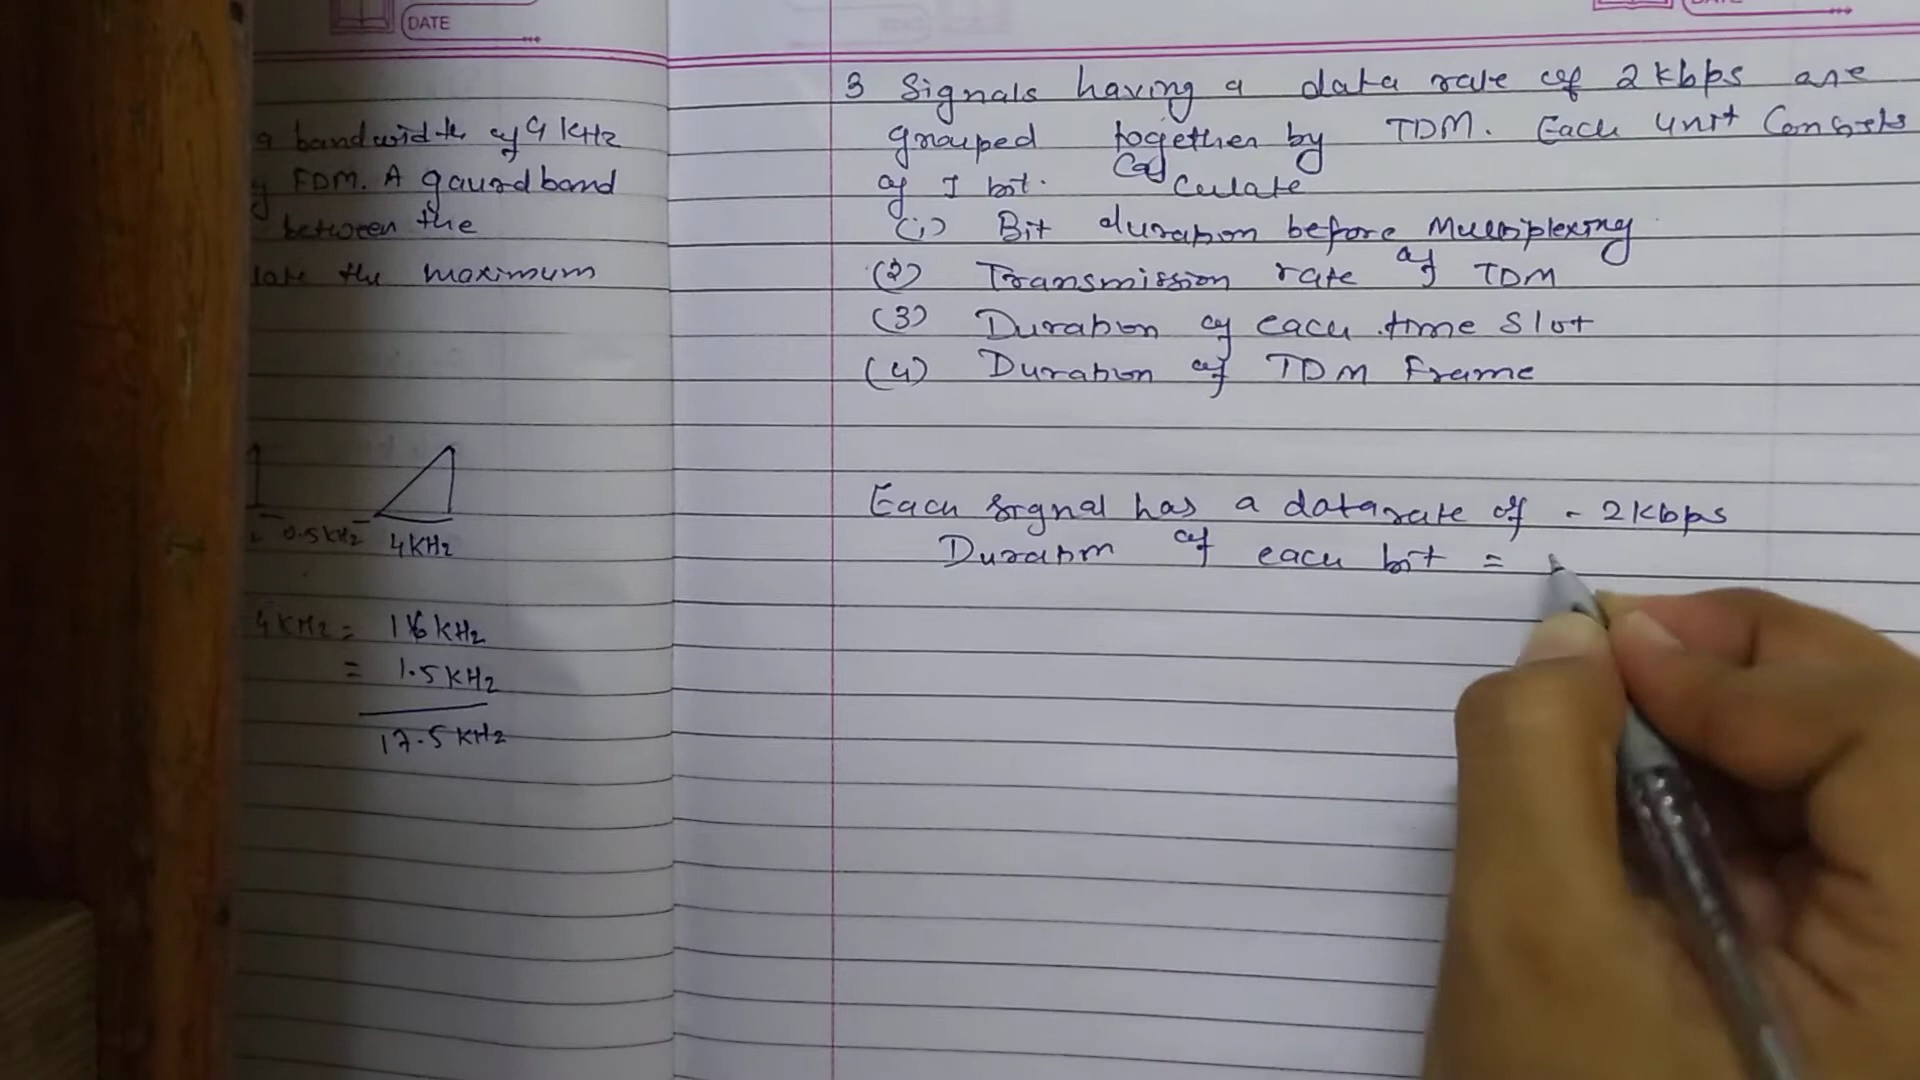 DATE
a bandwidth of 4 KHz
FDM. A gaurdband
between the
late the maximum
0.5KHz
4KHz
4KHz = 16KHz
= 1.5KHz
17.5KHz
3 Signals having a data rate of 2kbps are
grouped together by TDM. Each unit Consists
of 1 bit. Calculate
(1) Bit duration before Multiplexing
(2) Transmission rate of TDM
(3) Duration of each time Slot
(4) Duration of TDM Frame
Each signal has a datarate of - 2kbps
Duration of each bit =